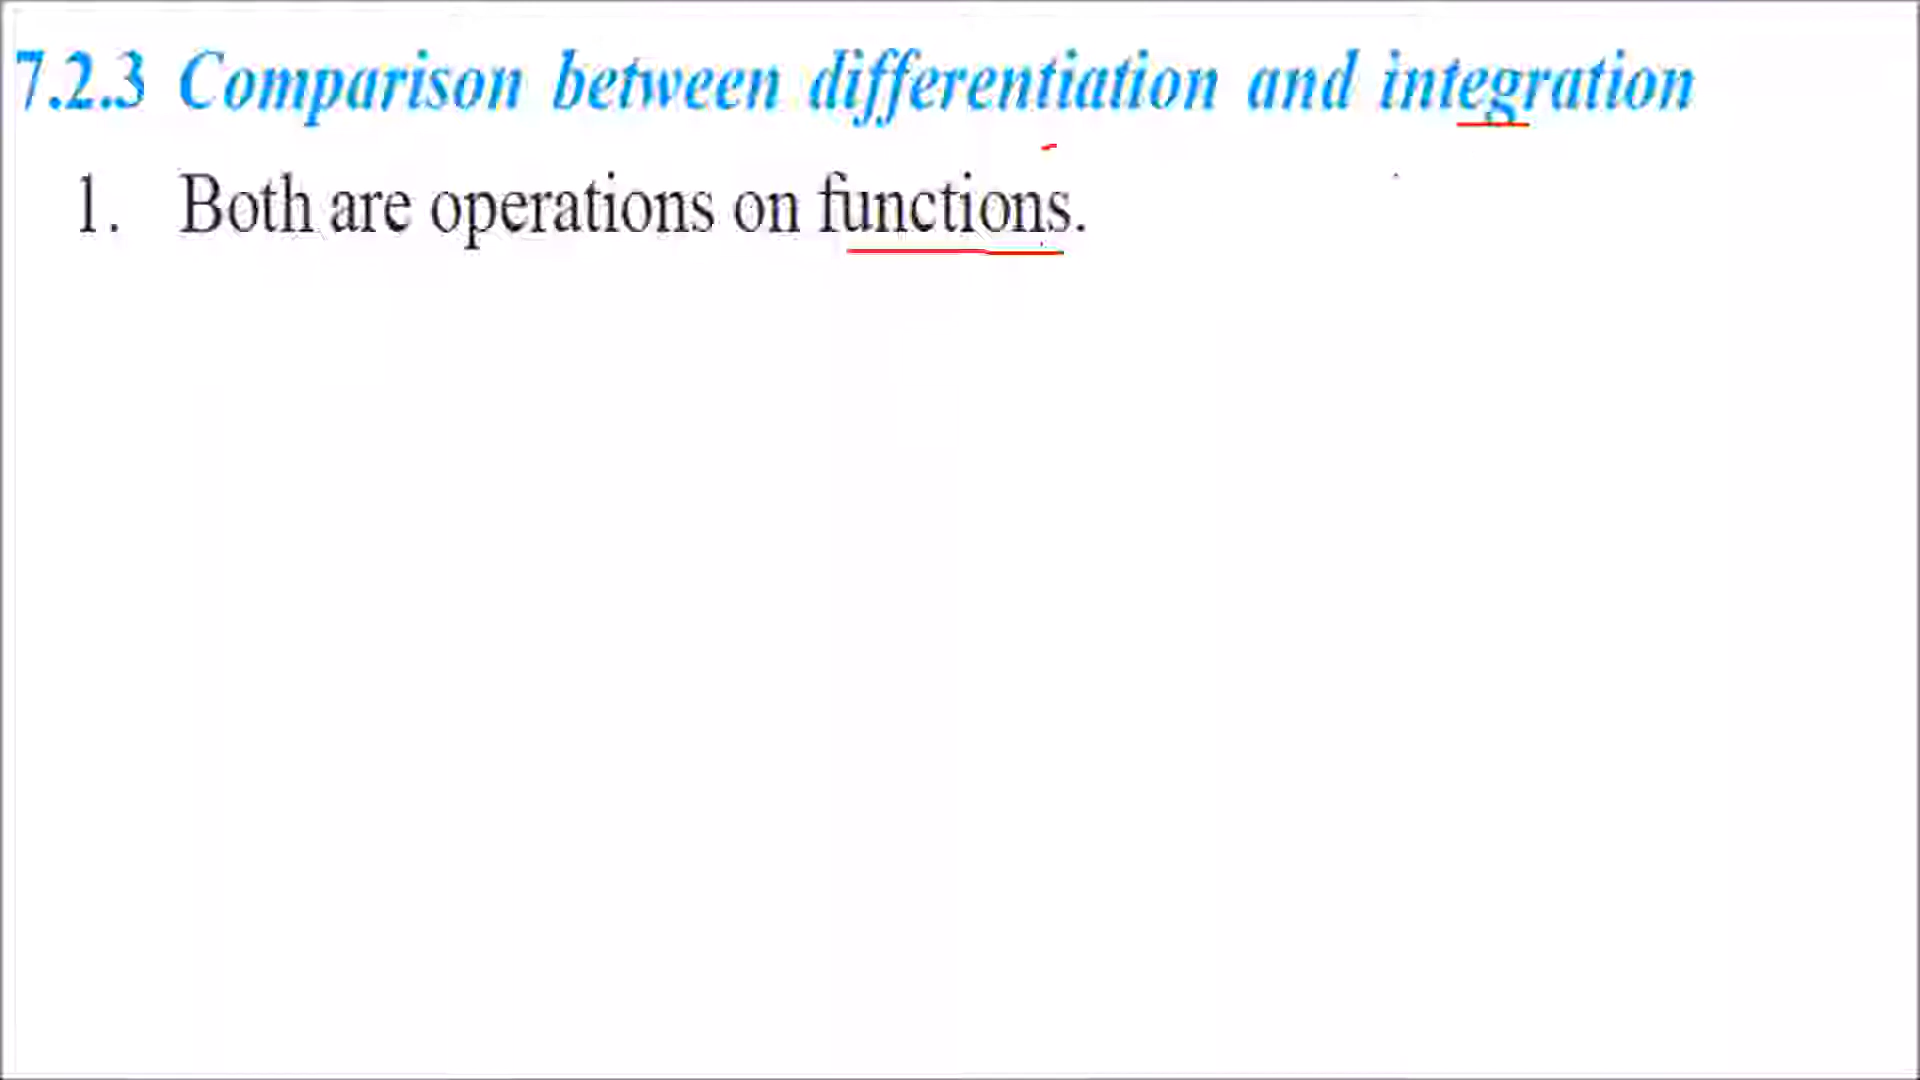 7.2.3 Comparison between differentiation and integration
1. Both are operations on functions.